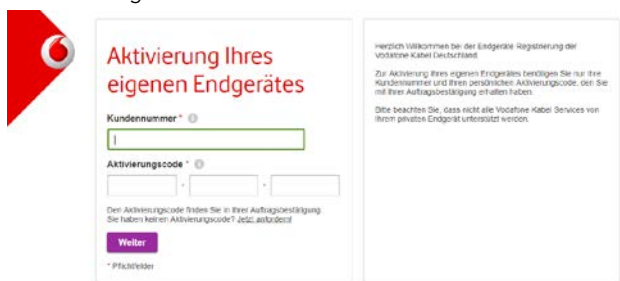 Aktivierung Ihres
eigenen Endgerätes
Kundennummer *
Aktivierungscode *
- -
Den Aktivierungscode finden Sie in Ihrer Auftragsbestätigung.
Sie haben keinen Aktivierungscode? Jetzt anfordern!
Weiter
* Pflichtfelder
Herzlich Willkommen bei der Endgeräte Registrierung der
Vodafone Kabel Deutschland.
Zur Aktivierung Ihres eigenen Endgerätes benötigen Sie nur Ihre
Kundennummer und Ihren persönlichen Aktivierungscode, den Sie
mit Ihrer Auftragsbestätigung erhalten haben.
Bitte beachten Sie, dass nicht alle Vodafone Kabel Services von
Ihrem privaten Endgerät unterstützt werden.